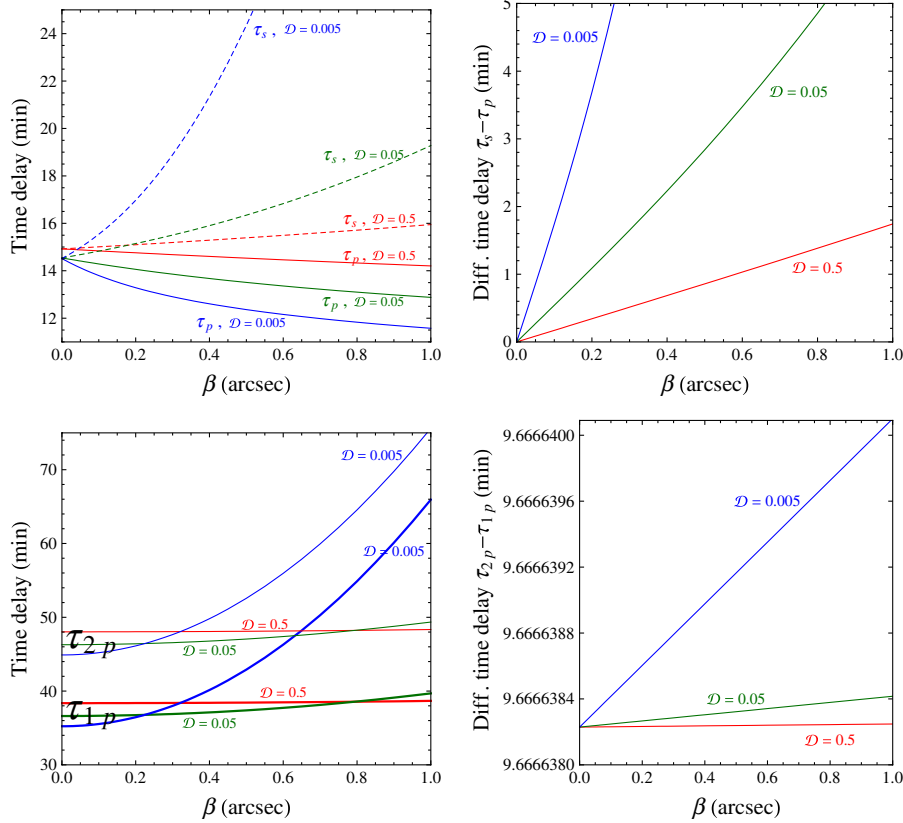 24
22
20
18
16
14
12
Time delay (min)
τs , 𝒟 = 0.005
τs , 𝒟 = 0.05
τs , 𝒟 = 0.5
τp , 𝒟 = 0.5
τp , 𝒟 = 0.05
τp , 𝒟 = 0.005
0.0 0.2 0.4 0.6 0.8 1.0
β (arcsec)
5
4
3
2
1
0
Diff. time delay τs−τp (min)
𝒟 = 0.005
𝒟 = 0.05
𝒟 = 0.5
0.0 0.2 0.4 0.6 0.8 1.0
β (arcsec)
70
60
50
40
30
Time delay (min)
𝒟 = 0.005
𝒟 = 0.005
𝒟 = 0.5
τ2 p
𝒟 = 0.05
𝒟 = 0.5
τ1 p
𝒟 = 0.05
0.0 0.2 0.4 0.6 0.8 1.0
β (arcsec)
9.6666400
9.6666396
9.6666392
9.6666388
9.6666384
9.6666380
Diff. time delay τ2 p−τ1 p (min)
𝒟 = 0.005
𝒟 = 0.05
𝒟 = 0.5
0.0 0.2 0.4 0.6 0.8 1.0
β (arcsec)